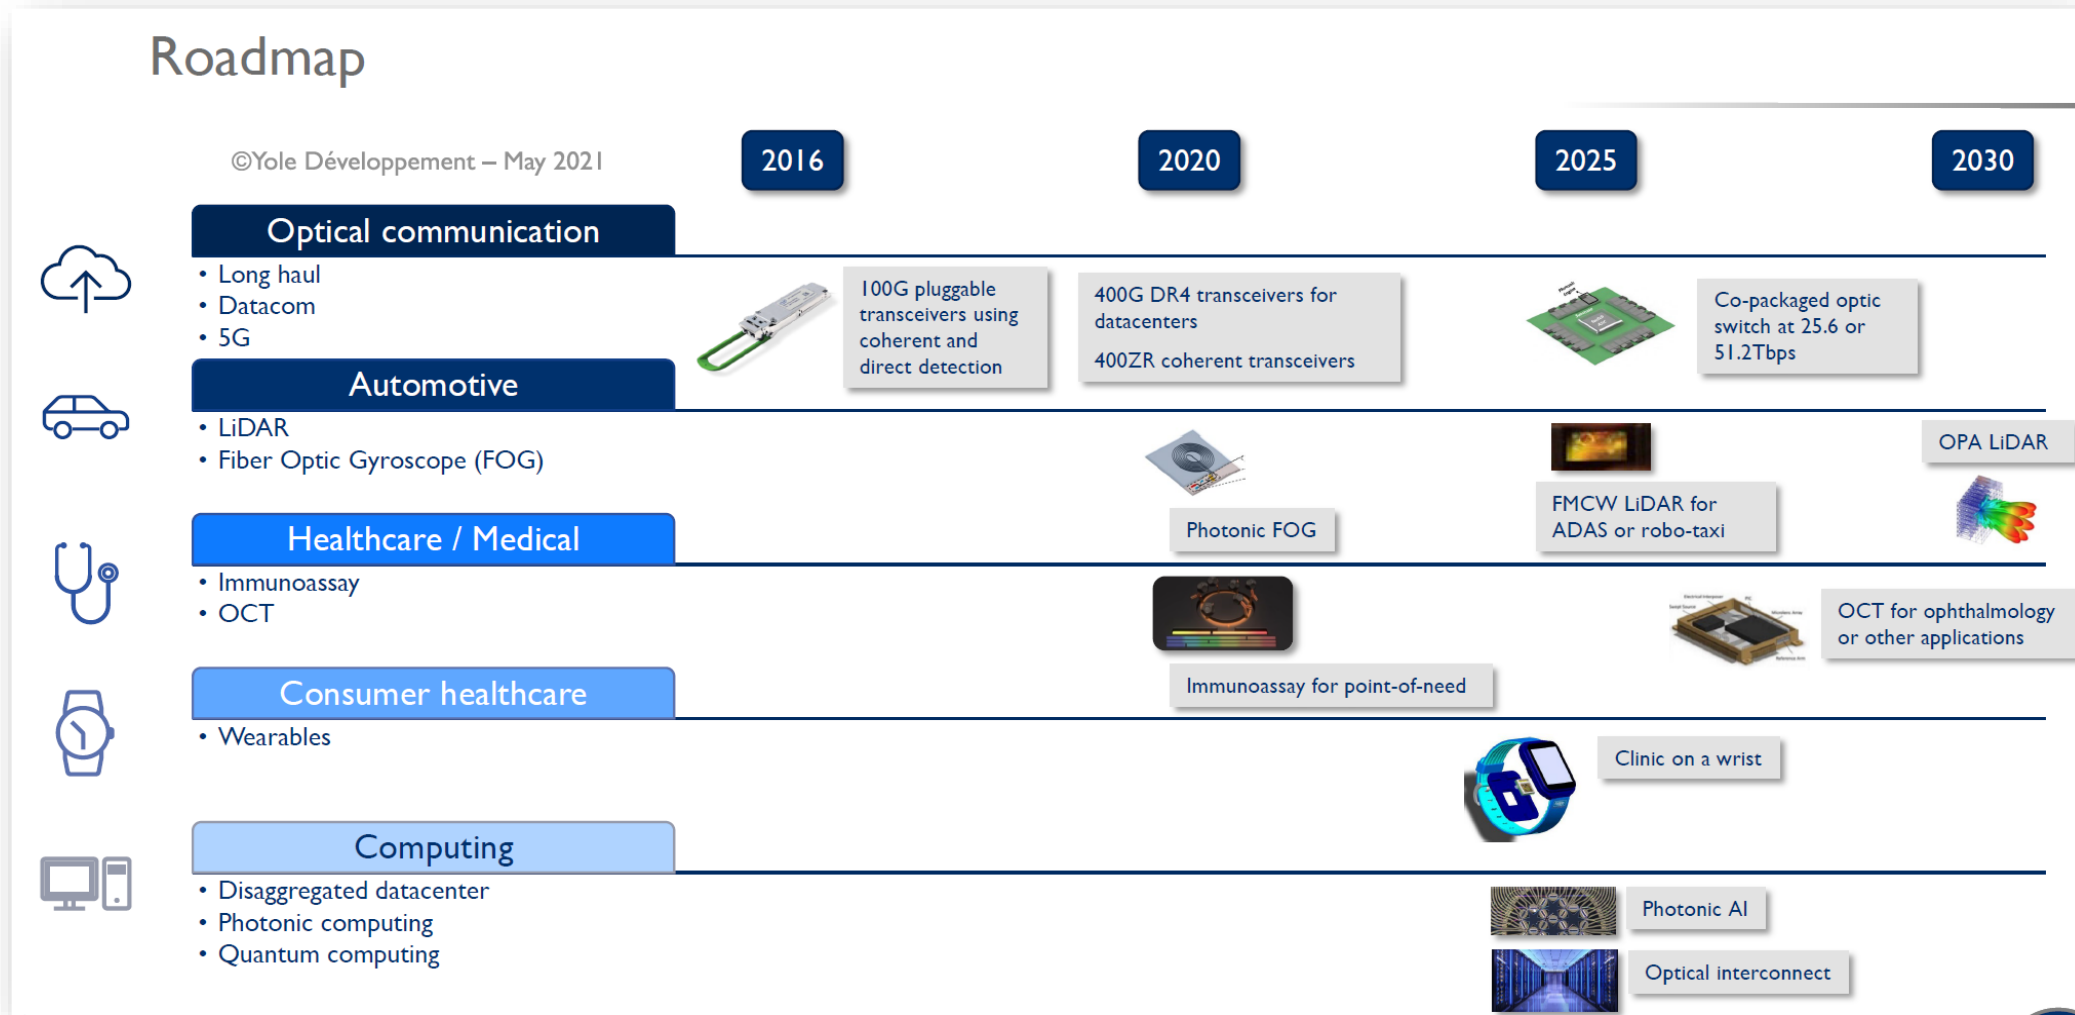 Roadmap
©Yole Développement – May 2021
2016
2020
2025
2030
Optical communication
• Long haul
• Datacom
• 5G
100G pluggable
transceivers using
coherent and
direct detection
400G DR4 transceivers for
datacenters
400ZR coherent transceivers
Co-packaged optic
switch at 25.6 or
51.2Tbps
Automotive
• LiDAR
• Fiber Optic Gyroscope (FOG)
Photonic FOG
FMCW LiDAR for
ADAS or robo-taxi
OPA LiDAR
Healthcare / Medical
• Immunoassay
• OCT
Immunoassay for point-of-need
OCT for ophthalmology
or other applications
Consumer healthcare
• Wearables
Clinic on a wrist
Computing
• Disaggregated datacenter
• Photonic computing
• Quantum computing
Photonic AI
Optical interconnect